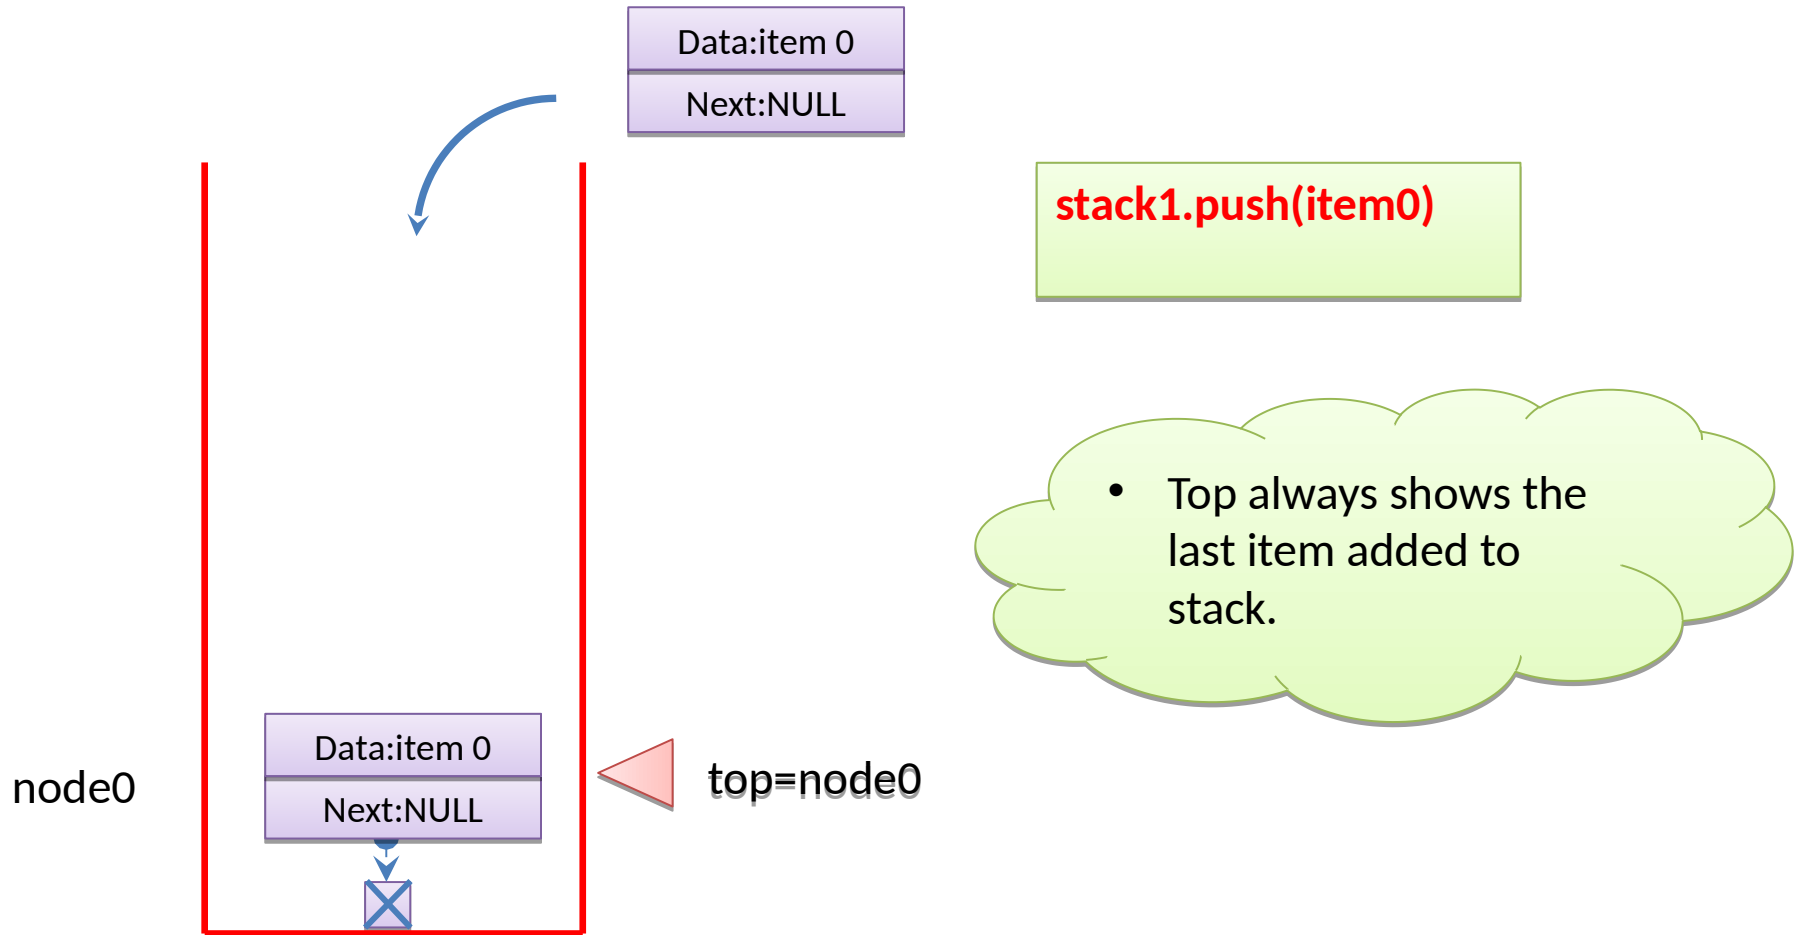 Data:item 0
Next:NULL
stack1.push(item0)
• Top always shows the
last item added to
stack.
Data:item 0
Next:NULL
node0
top=node0